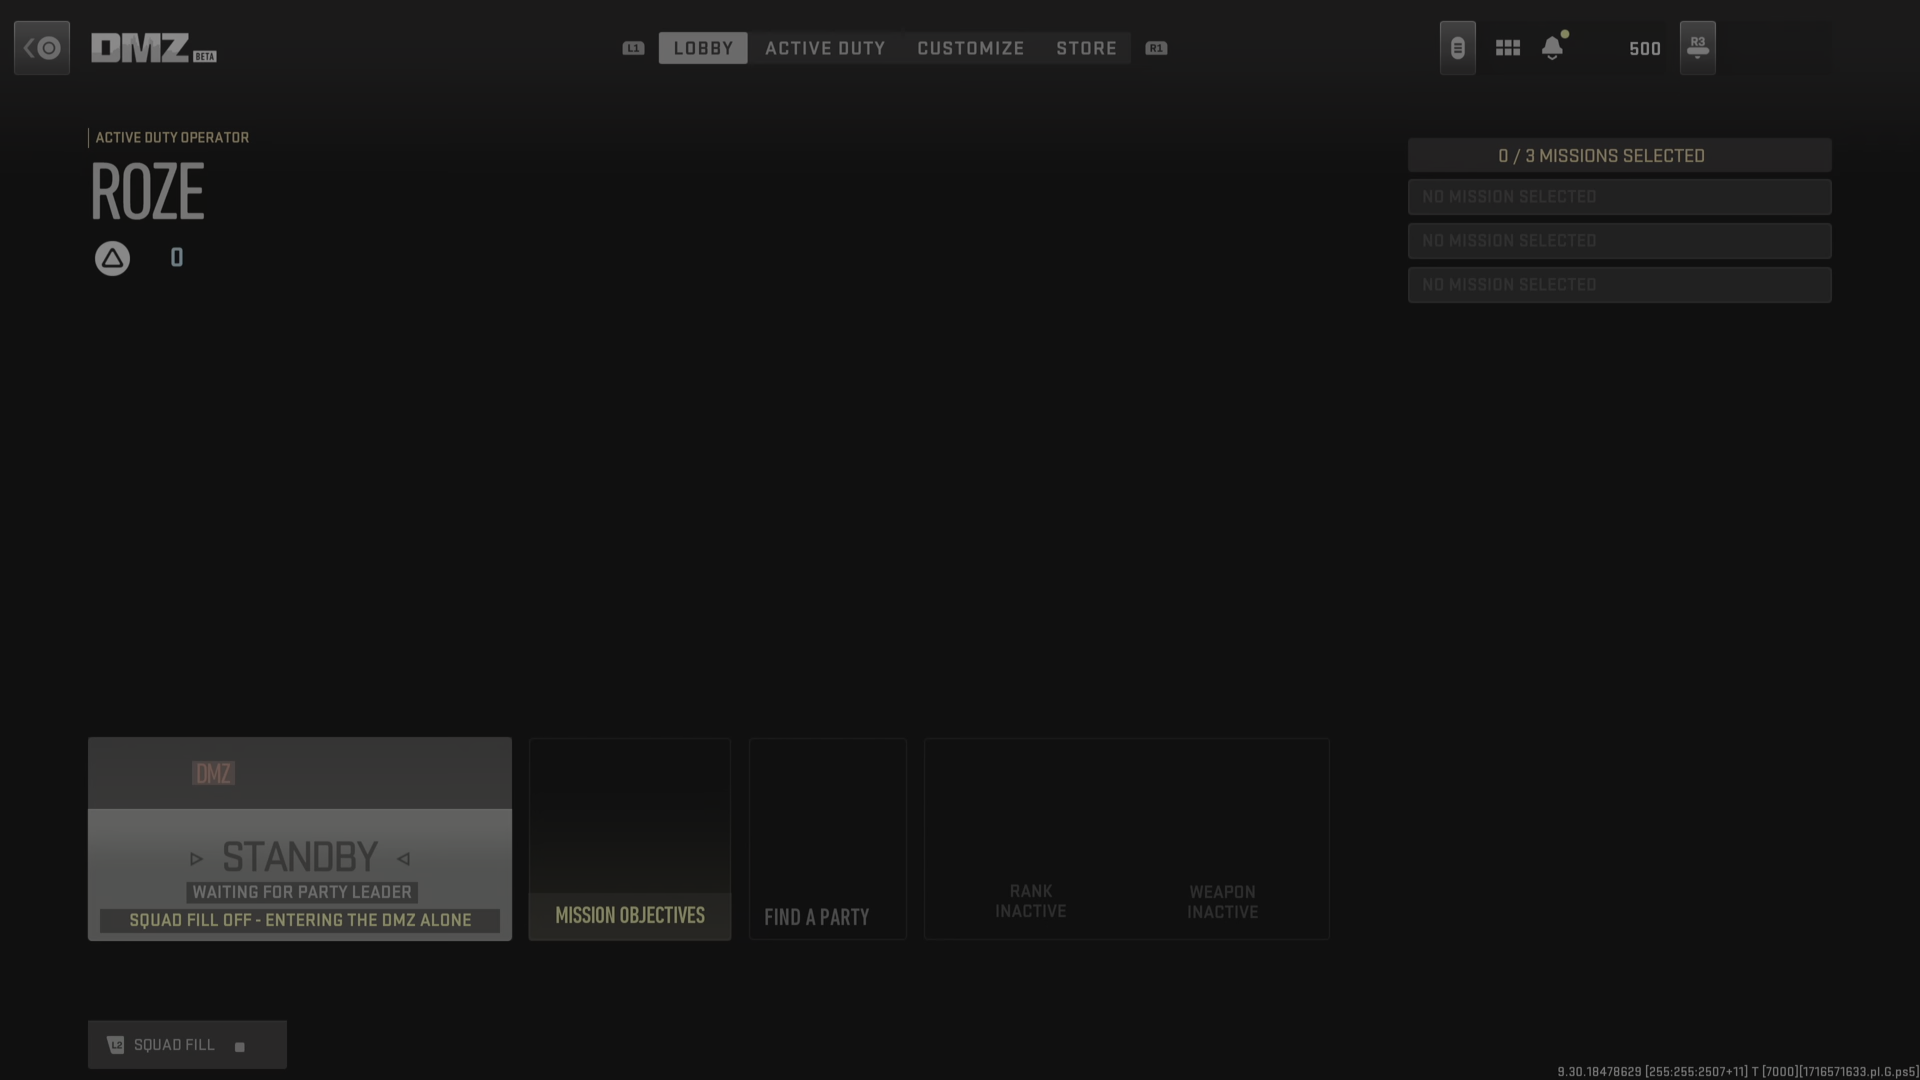 DMZ BETA
L1 LOBBY ACTIVE DUTY CUSTOMIZE STORE R1
500 R3
ACTIVE DUTY OPERATOR
ROZE
0
0 / 3 MISSIONS SELECTED
NO MISSION SELECTED
NO MISSION SELECTED
NO MISSION SELECTED
DMZ
STANDBY
WAITING FOR PARTY LEADER
SQUAD FILL OFF - ENTERING THE DMZ ALONE
MISSION OBJECTIVES
FIND A PARTY
RANK
INACTIVE
WEAPON
INACTIVE
L2 SQUAD FILL
9.30.18478629 [255:255:2507+11] T [7000][1716571633.pl.G.ps5]